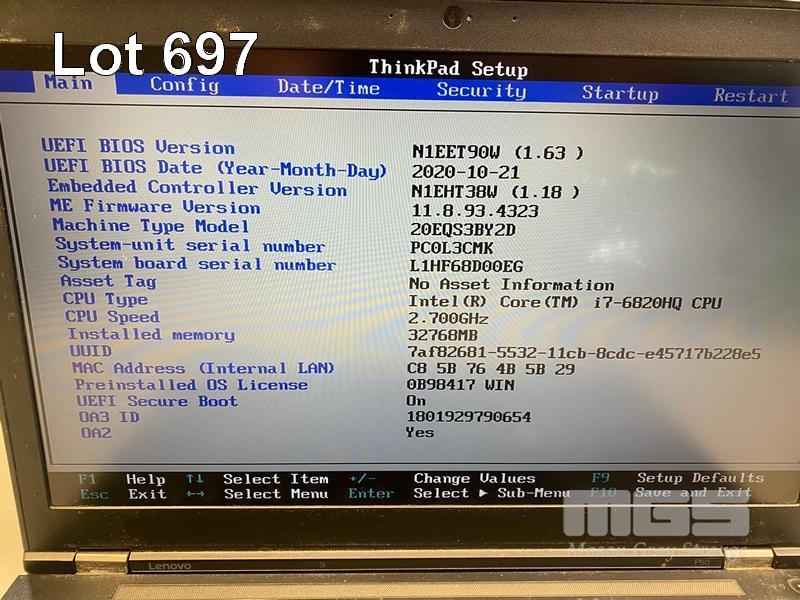 Lot 697
ThinkPad Setup
Main Config Date/Time Security Startup Restart
UEFI BIOS Version N1EET90W (1.63 )
UEFI BIOS Date (Year-Month-Day) 2020-10-21
Embedded Controller Version N1EHT38W (1.18 )
ME Firmware Version 11.8.93.4323
Machine Type Model 20EQS3BY2D
System-unit serial number PC0L3CMK
System board serial number L1HF68D00EG
Asset Tag No Asset Information
CPU Type Intel(R) Core(TM) i7-6820HQ CPU
CPU Speed 2.700GHz
Installed memory 32768MB
UUID 7af82681-5532-11cb-8cdc-e45717b228e5
MAC Address (Internal LAN) C8 5B 76 4B 5B 29
Preinstalled OS License 0B98417 WIN
UEFI Secure Boot On
OA3 ID 1801929790654
OA2 Yes
F1 Help ↑↓ Select Item +/- Change Values F9 Setup Defaults
Esc Exit ←→ Select Menu Enter Select ▶ Sub-Menu F10 Save and Exit
MGS
Lenovo P50